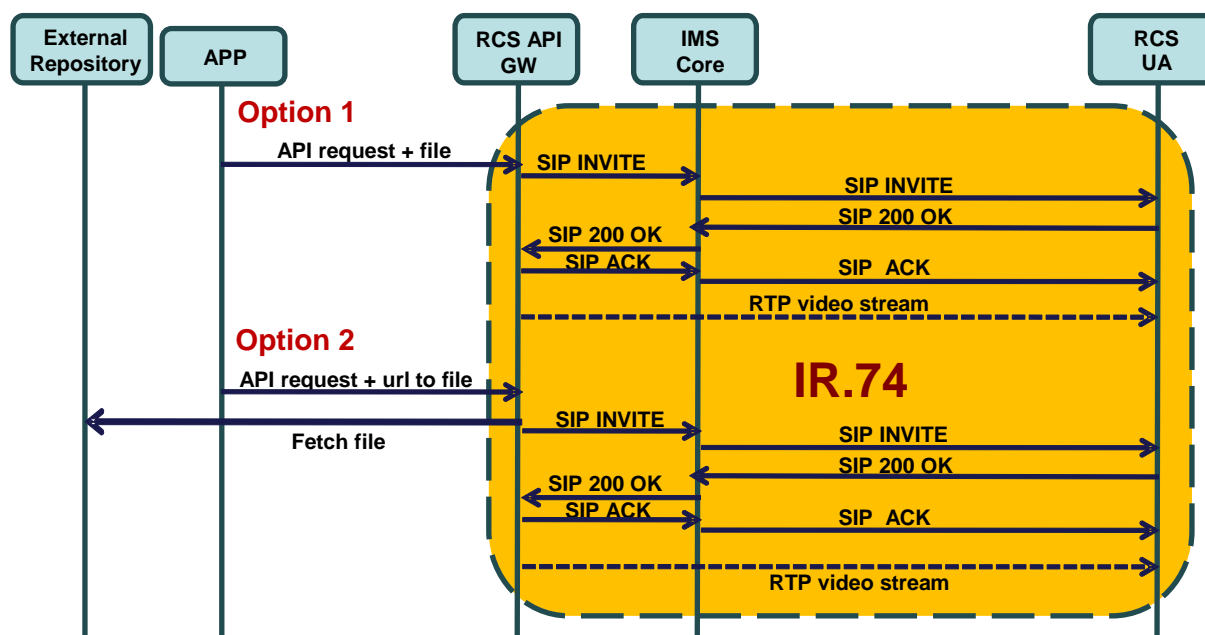 External
Repository
APP
RCS API
GW
IMS
Core
RCS
UA
Option 1
API request + file
SIP INVITE
SIP INVITE
SIP 200 OK
SIP 200 OK
SIP ACK
SIP ACK
RTP video stream
Option 2
API request + url to file
IR.74
Fetch file
SIP INVITE
SIP INVITE
SIP 200 OK
SIP 200 OK
SIP ACK
SIP ACK
RTP video stream